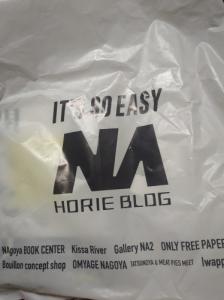 IT'S SO EASY
NA
HORIE BLOG
NAgoya BOOK CENTER Kissa River Gallery NA2 ONLY FREE PAPER
Bouillon concept shop OMYAGE NAGOYA TATSUNOYA & MEAT PIES MEET Iwapp